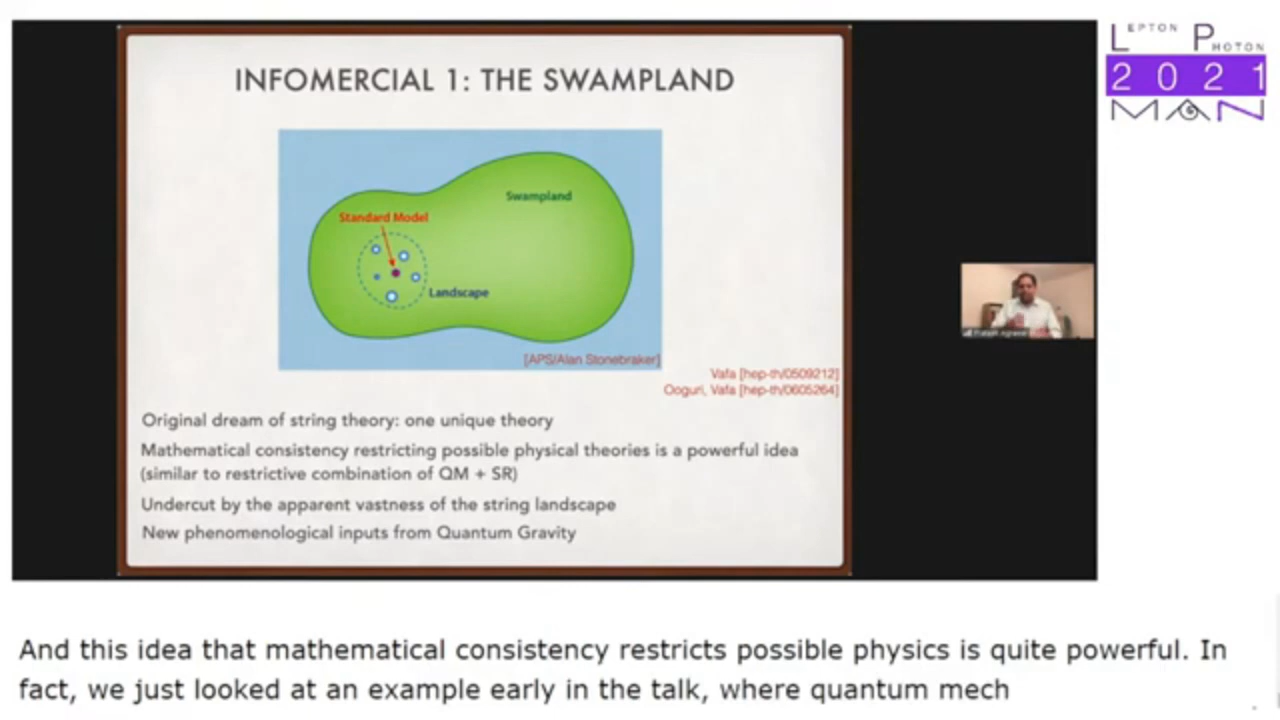 LEPTON PHOTON
2021
MAN
INFOMERCIAL 1: THE SWAMPLAND
Swampland
Standard Model
Landscape
[APS/Alan Stonebraker]
Vafa [hep-th/0509212]
Ooguri, Vafa [hep-th/0605264]
Original dream of string theory: one unique theory
Mathematical consistency restricting possible physical theories is a powerful idea
(similar to restrictive combination of QM + SR)
Undercut by the apparent vastness of the string landscape
New phenomenological inputs from Quantum Gravity
And this idea that mathematical consistency restricts possible physics is quite powerful. In
fact, we just looked at an example early in the talk, where quantum mech